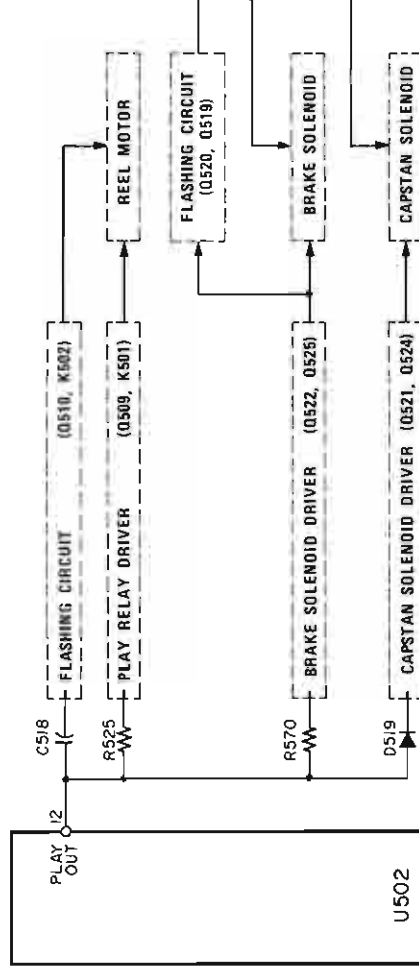 PLAY
OUT
12
U502
C518
R525
R570
D519
FLASHING CIRCUIT (Q510, K502)
PLAY RELAY DRIVER (Q509, K501)
BRAKE SOLENOID DRIVER (Q522, Q525)
CAPSTAN SOLENOID DRIVER (Q521, Q524)
REEL MOTOR
FLASHING CIRCUIT
(Q520, Q519)
BRAKE SOLENOID
CAPSTAN SOLENOID